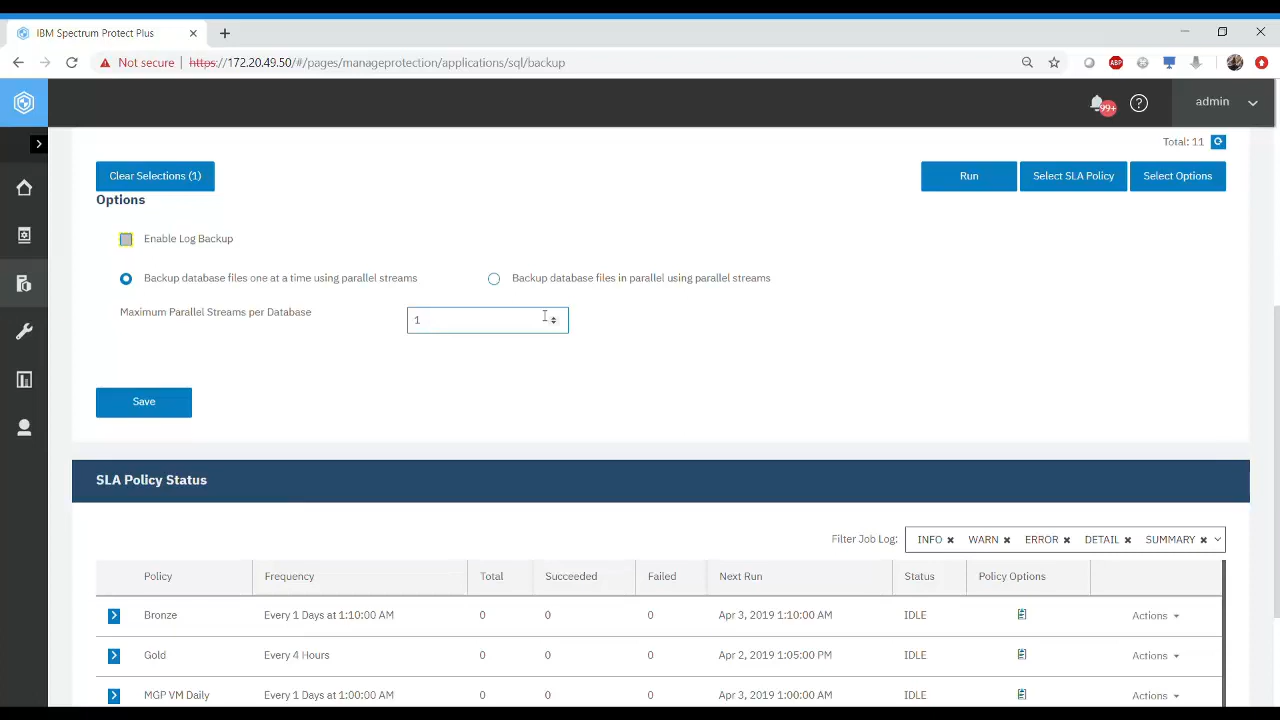 IBM Spectrum Protect Plus
Not secure https://172.20.49.50/#/pages/manageprotection/applications/sql/backup
ABP
99+ admin
Total: 11
Clear Selections (1) Run Select SLA Policy Select Options
Options
Enable Log Backup
Backup database files one at a time using parallel streams Backup database files in parallel using parallel streams
Maximum Parallel Streams per Database 1
Save
SLA Policy Status
Filter Job Log: INFO WARN ERROR DETAIL SUMMARY
Policy Frequency Total Succeeded Failed Next Run Status Policy Options
Bronze Every 1 Days at 1:10:00 AM 0 0 0 Apr 3, 2019 1:10:00 AM IDLE Actions
Gold Every 4 Hours 0 0 0 Apr 2, 2019 1:05:00 PM IDLE Actions
MGP VM Daily Every 1 Days at 1:00:00 AM 0 0 0 Apr 3, 2019 1:00:00 AM IDLE Actions